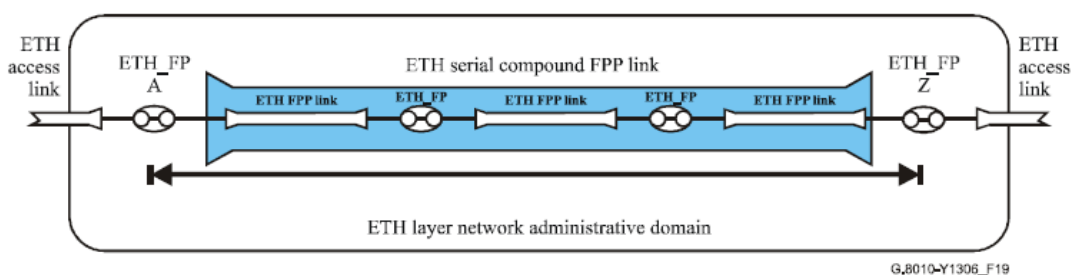 ETH
access
link
ETH_FP
A
ETH serial compound FPP link
ETH_FP
Z
ETH
access
link
ETH FPP link
ETH_FP
ETH FPP link
ETH_FP
ETH FPP link
ETH layer network administrative domain
G.8010-Y1306_F19